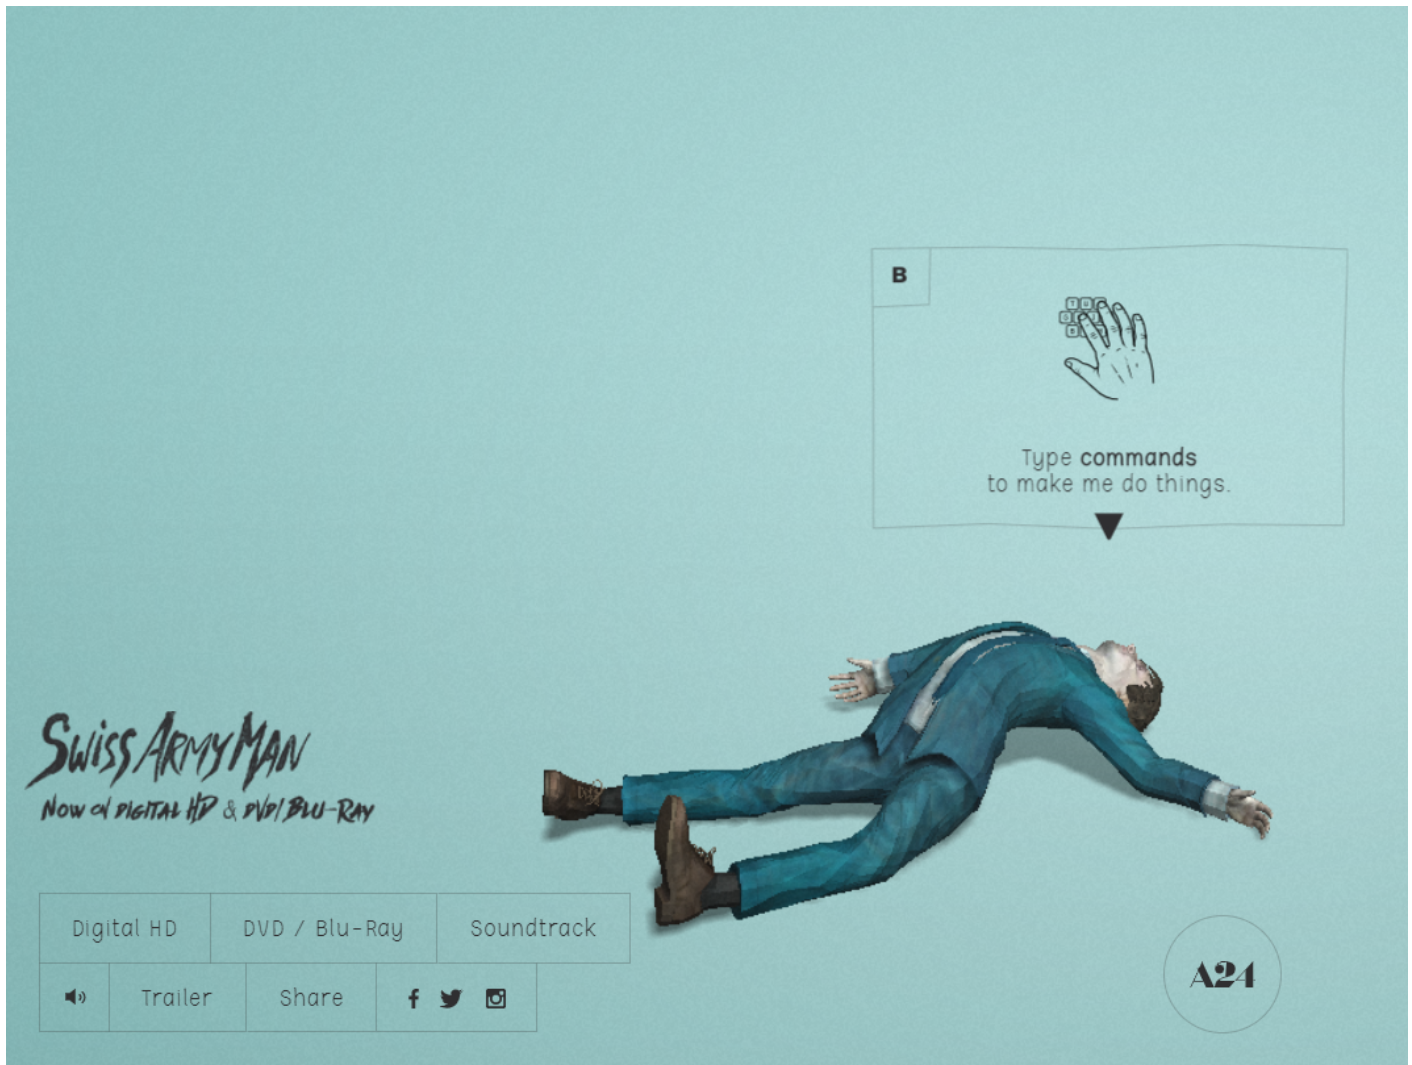 B
Type commands
to make me do things.
Swiss Army Man
Now on digital HD & DVD/Blu-Ray
Digital HD
DVD / Blu-Ray
Soundtrack
Trailer
Share
A24